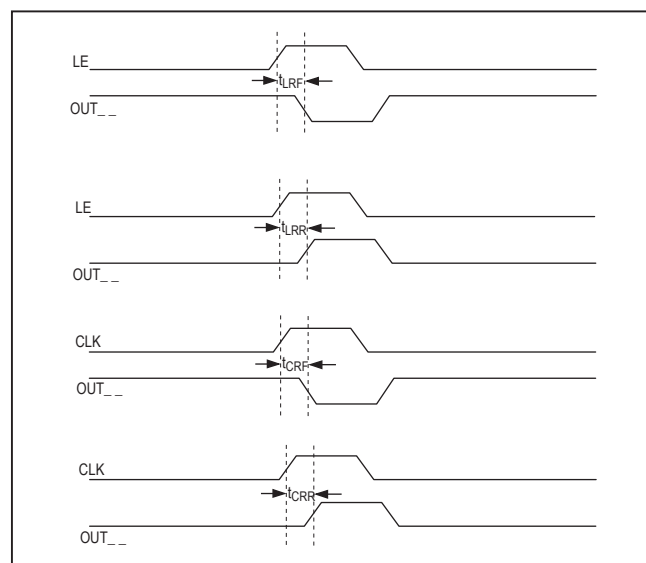 LE
tLRF
OUT_ _
LE
tLRR
OUT_ _
CLK
tCRF
OUT_ _
CLK
tCRR
OUT_ _